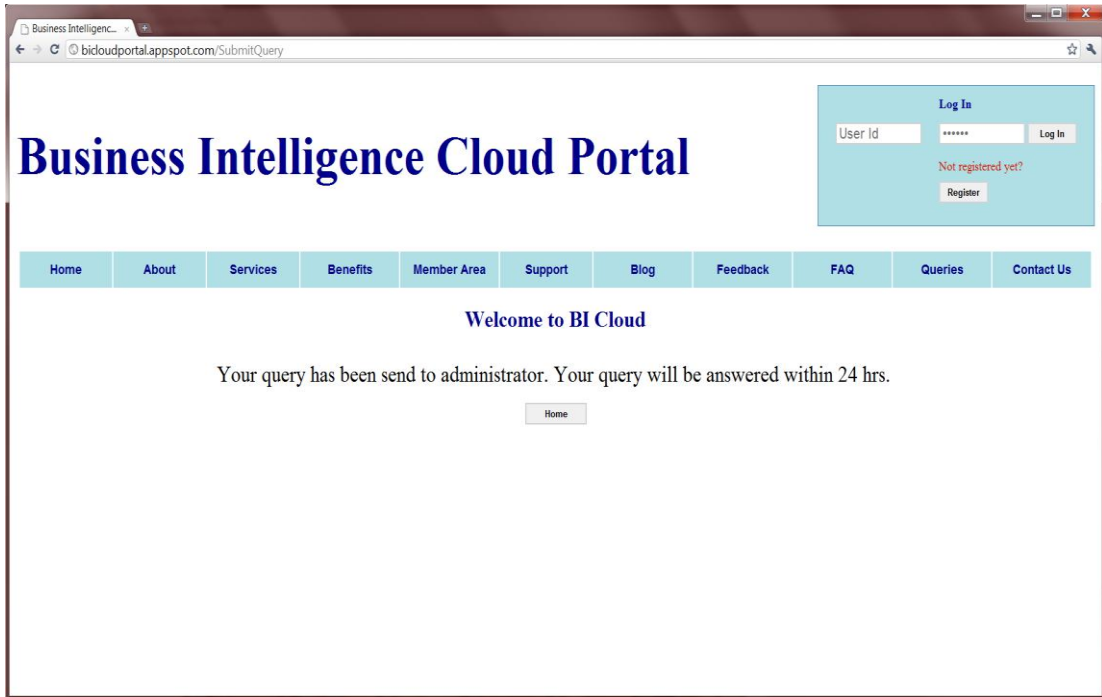 Business Intelligenc...
bicloudportal.appspot.com/SubmitQuery
Log In
User Id
Log In
Business Intelligence Cloud Portal
Not registered yet?
Register
Home About Services Benefits Member Area Support Blog Feedback FAQ Queries Contact Us
Welcome to BI Cloud
Your query has been send to administrator. Your query will be answered within 24 hrs.
Home